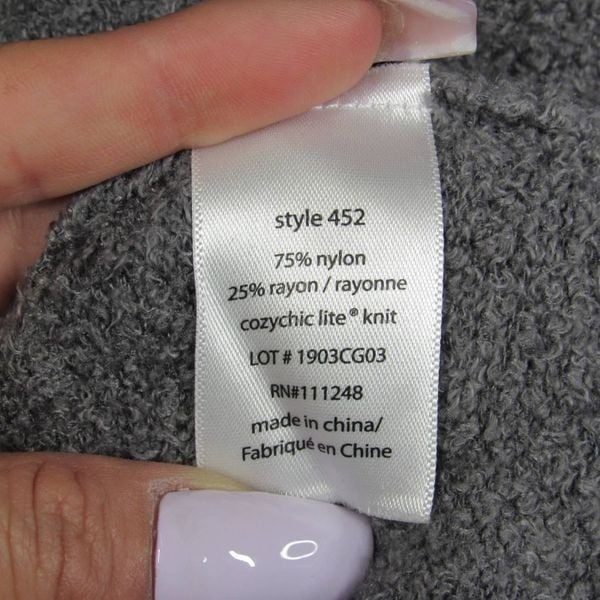 style 452
75% nylon
25% rayon / rayonne
cozychic lite® knit
LOT # 1903CG03
RN#111248
made in china/
Fabriqué en Chine